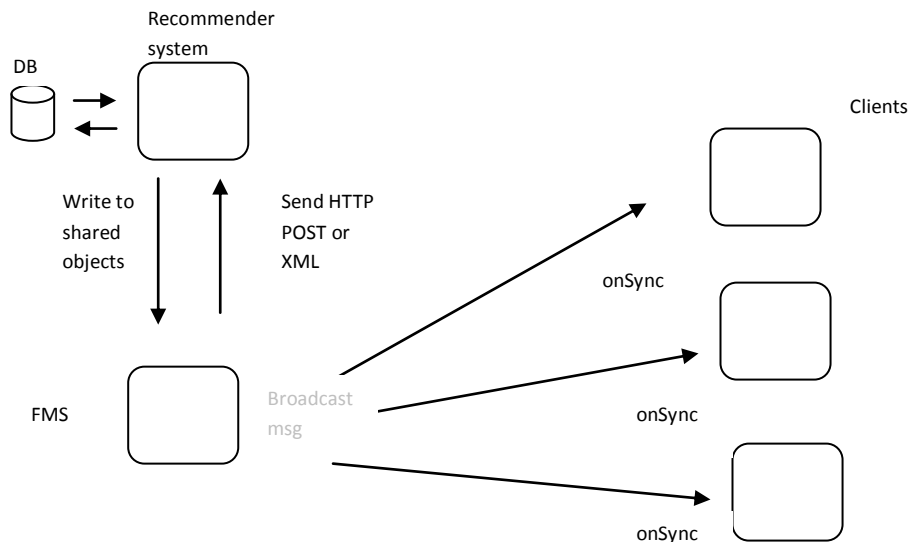 Recommender
system
DB
Clients
Write to
shared
objects
Send HTTP
POST or
XML
onSync
Broadcast
msg
FMS
onSync
onSync